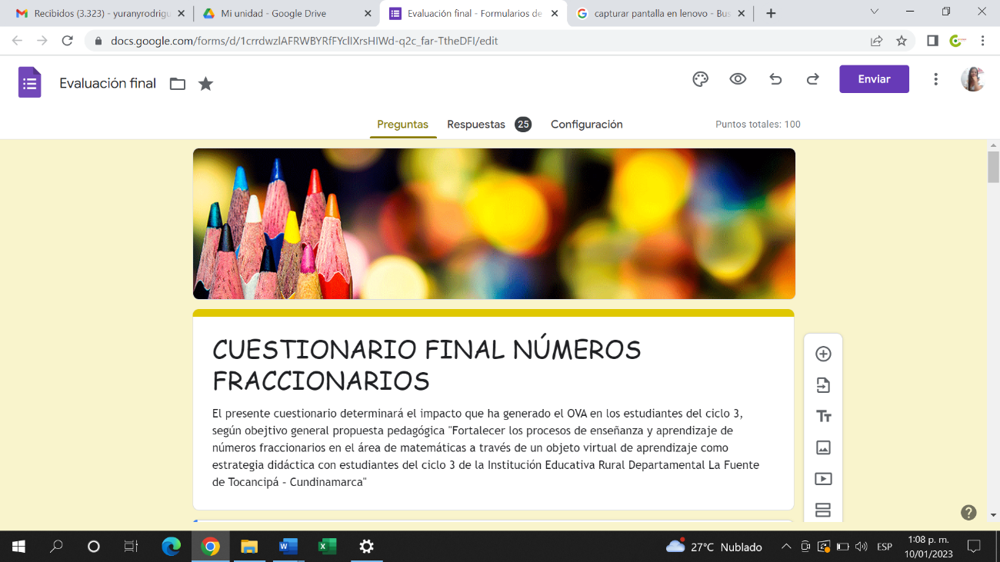 Recibidos (3.323) - yuranyrodrigu
Mi unidad - Google Drive
Evaluación final - Formularios de
capturar pantalla en lenovo - Bus
docs.google.com/forms/d/1crrdwzlAFRWBYRfFYclIXrsHIWd-q2c_far-TtheDFI/edit
Evaluación final
Enviar
Preguntas
Respuestas 25
Configuración
Puntos totales: 100
CUESTIONARIO FINAL NÚMEROS
FRACCIONARIOS
El presente cuestionario determinará el impacto que ha generado el OVA en los estudiantes del ciclo 3,
según obejtivo general propuesta pedagógica "Fortalecer los procesos de enseñanza y aprendizaje de
números fraccionarios en el área de matemáticas a través de un objeto virtual de aprendizaje como
estrategia didáctica con estudiantes del ciclo 3 de la Institución Educativa Rural Departamental La Fuente
de Tocancipá - Cundinamarca"
27°C Nublado
ESP
1:08 p. m.
10/01/2023